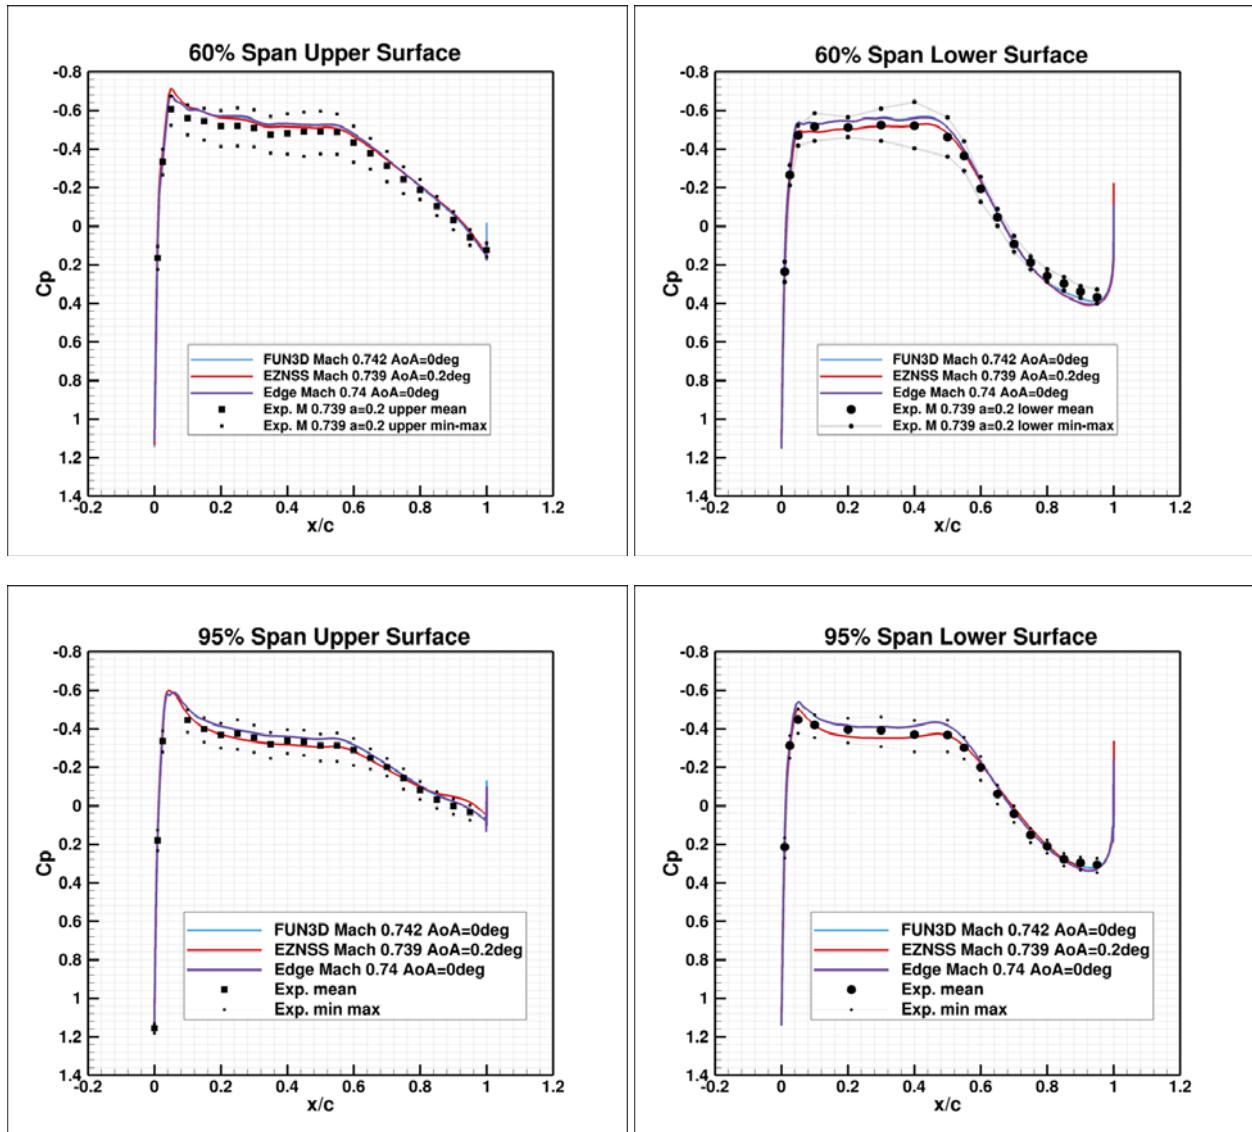 60% Span Upper Surface
-0.8
-0.6
-0.4
-0.2
0
0.2
0.4
0.6
0.8
1
1.2
1.4
Cp
FUN3D Mach 0.742 AoA=0deg
EZNSS Mach 0.739 AoA=0.2deg
Edge Mach 0.74 AoA=0deg
Exp. M 0.739 a=0.2 upper mean
Exp. M 0.739 a=0.2 upper min-max
-0.2 0 0.2 0.4 0.6 0.8 1 1.2
x/c
60% Span Lower Surface
-0.8
-0.6
-0.4
-0.2
0
0.2
0.4
0.6
0.8
1
1.2
1.4
Cp
FUN3D Mach 0.742 AoA=0deg
EZNSS Mach 0.739 AoA=0.2deg
Edge Mach 0.74 AoA=0deg
Exp. M 0.739 a=0.2 lower mean
Exp. M 0.739 a=0.2 lower min-max
-0.2 0 0.2 0.4 0.6 0.8 1 1.2
x/c
95% Span Upper Surface
-0.8
-0.6
-0.4
-0.2
0
0.2
0.4
0.6
0.8
1
1.2
1.4
Cp
FUN3D Mach 0.742 AoA=0deg
EZNSS Mach 0.739 AoA=0.2deg
Edge Mach 0.74 AoA=0deg
Exp. mean
Exp. min max
-0.2 0 0.2 0.4 0.6 0.8 1 1.2
x/c
95% Span Lower Surface
-0.8
-0.6
-0.4
-0.2
0
0.2
0.4
0.6
0.8
1
1.2
1.4
Cp
FUN3D Mach 0.742 AoA=0deg
EZNSS Mach 0.739 AoA=0.2deg
Edge Mach 0.74 AoA=0deg
Exp. mean
Exp. min max
-0.2 0 0.2 0.4 0.6 0.8 1 1.2
x/c